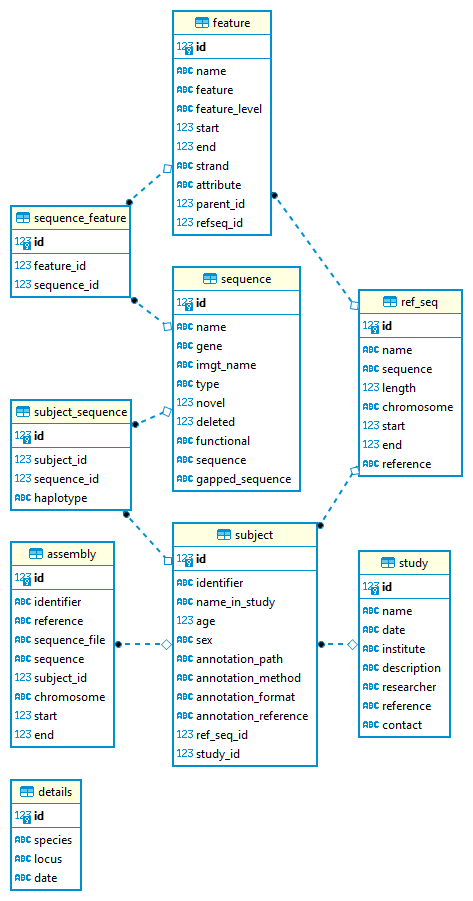 feature
123 id
ABC name
ABC feature
ABC feature_level
123 start
123 end
ABC strand
ABC attribute
123 parent_id
123 refseq_id
sequence_feature
123 id
123 feature_id
123 sequence_id
sequence
123 id
ABC name
ABC gene
ABC imgt_name
ABC type
123 novel
123 deleted
ABC functional
ABC sequence
ABC gapped_sequence
ref_seq
123 id
ABC name
ABC sequence
123 length
ABC chromosome
123 start
123 end
ABC reference
subject_sequence
123 id
123 subject_id
123 sequence_id
ABC haplotype
subject
123 id
ABC identifier
ABC name_in_study
123 age
ABC sex
ABC annotation_path
ABC annotation_method
ABC annotation_format
ABC annotation_reference
123 ref_seq_id
123 study_id
assembly
123 id
ABC identifier
ABC reference
ABC sequence_file
ABC sequence
123 subject_id
ABC chromosome
123 start
123 end
study
123 id
ABC name
ABC date
ABC institute
ABC description
ABC researcher
ABC reference
ABC contact
details
123 id
ABC species
ABC locus
ABC date